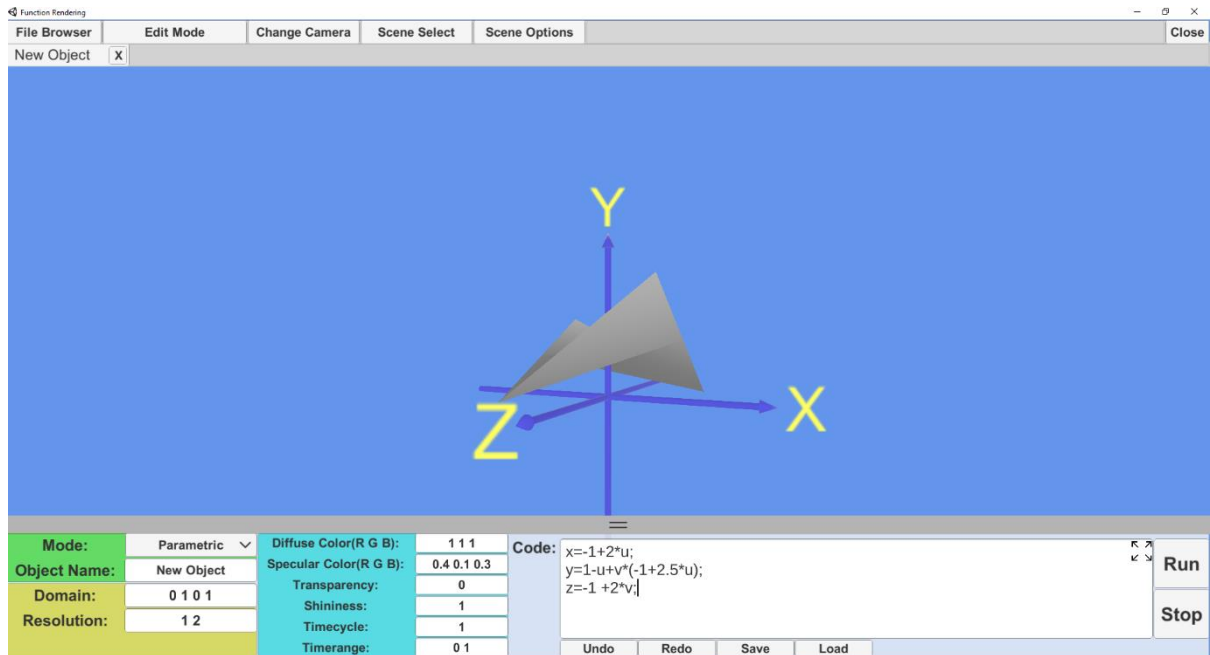 Function Rendering
File Browser Edit Mode Change Camera Scene Select Scene Options Close
New Object X
Y
X
Z
Mode: Parametric
Object Name: New Object
Domain: 0 1 0 1
Resolution: 1 2
Diffuse Color(R G B): 1 1 1
Specular Color(R G B): 0.4 0.1 0.3
Transparency: 0
Shininess: 1
Timecycle: 1
Timerange: 0 1
Code:
x=-1+2*u;
y=1-u+v*(-1+2.5*u);
z=-1 +2*v;
Run
Stop
Undo Redo Save Load